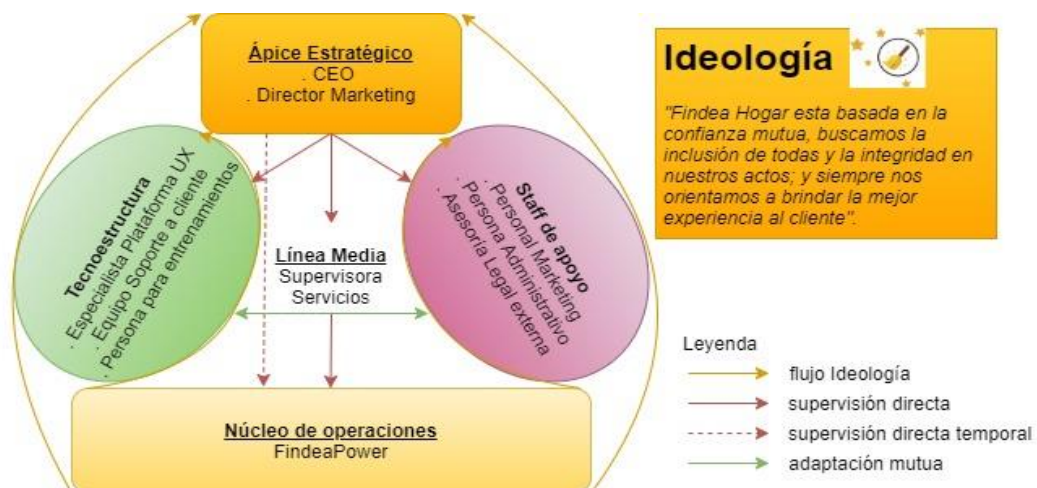 Ápice Estratégico
. CEO
. Director Marketing
Tecnoestructura
. Especialista Plataforma UX
. Equipo Soporte a cliente
. Persona para entrenamientos
Línea Media
Supervisora
Servicios
Staff de apoyo
. Personal Marketing
. Persona Administrativo
. Asesoría Legal externa
Núcleo de operaciones
FindeaPower
Ideología
"Findea Hogar esta basada en la
confianza mutua, buscamos la
inclusión de todas y la integridad en
nuestros actos; y siempre nos
orientamos a brindar la mejor
experiencia al cliente".
Leyenda
flujo Ideología
supervisión directa
supervisión directa temporal
adaptación mutua